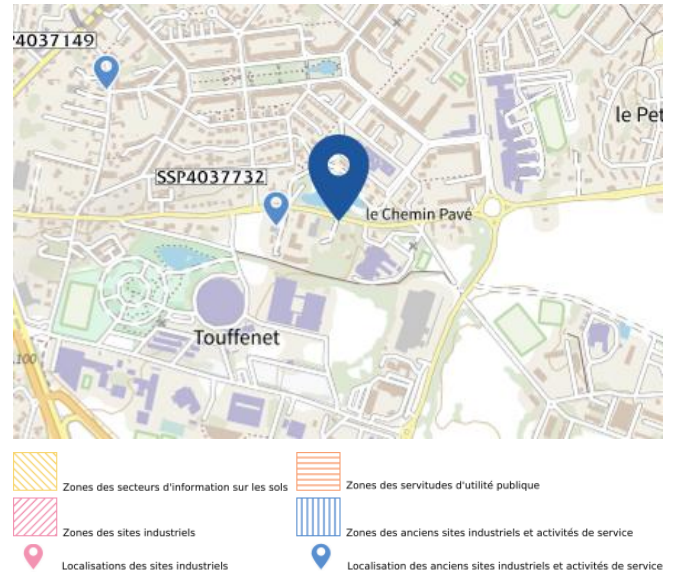 P4037149
le Pet
SSP4037732
le Chemin Pavé
Touffenet
100
Zones des secteurs d'information sur les sols
Zones des servitudes d'utilité publique
Zones des sites industriels
Zones des anciens sites industriels et activités de service
Localisations des sites industriels
Localisation des anciens sites industriels et activités de service